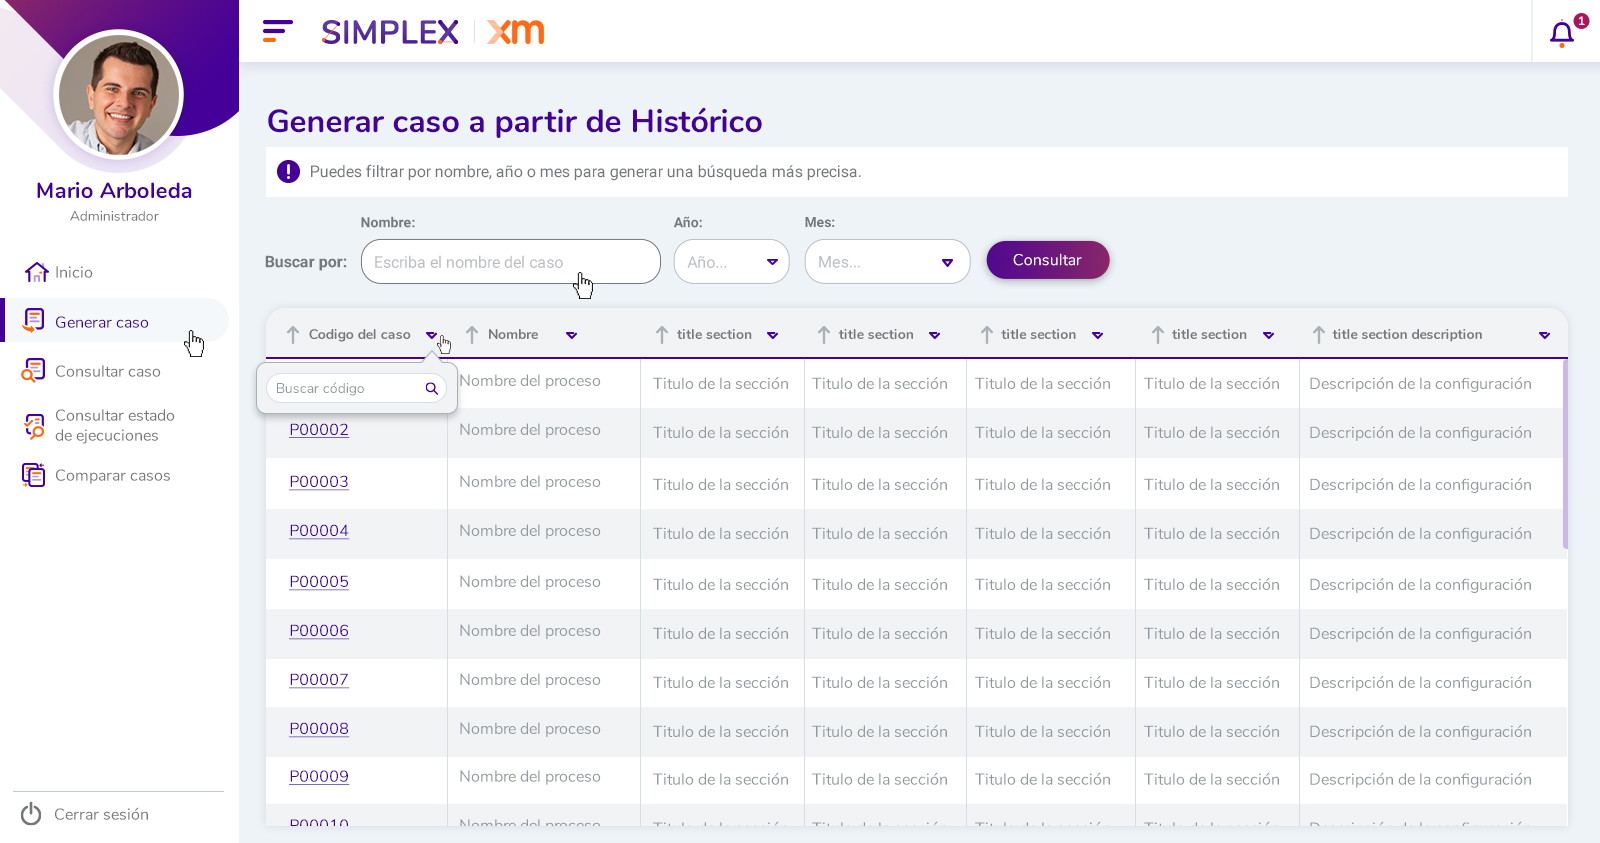 SIMPLEX xm
1
Mario Arboleda
Administrador
Inicio
Generar caso
Consultar caso
Consultar estado
de ejecuciones
Comparar casos
Cerrar sesión
Generar caso a partir de Histórico
Puedes filtrar por nombre, año o mes para generar una búsqueda más precisa.
Nombre: Año: Mes:
Buscar por: Escriba el nombre del caso Año... Mes... Consultar
Codigo del caso Nombre title section title section title section title section title section description
Buscar código
Nombre del proceso Titulo de la sección Titulo de la sección Titulo de la sección Titulo de la sección Descripción de la configuración
P00002 Nombre del proceso Titulo de la sección Titulo de la sección Titulo de la sección Titulo de la sección Descripción de la configuración
P00003 Nombre del proceso Titulo de la sección Titulo de la sección Titulo de la sección Titulo de la sección Descripción de la configuración
P00004 Nombre del proceso Titulo de la sección Titulo de la sección Titulo de la sección Titulo de la sección Descripción de la configuración
P00005 Nombre del proceso Titulo de la sección Titulo de la sección Titulo de la sección Titulo de la sección Descripción de la configuración
P00006 Nombre del proceso Titulo de la sección Titulo de la sección Titulo de la sección Titulo de la sección Descripción de la configuración
P00007 Nombre del proceso Titulo de la sección Titulo de la sección Titulo de la sección Titulo de la sección Descripción de la configuración
P00008 Nombre del proceso Titulo de la sección Titulo de la sección Titulo de la sección Titulo de la sección Descripción de la configuración
P00009 Nombre del proceso Titulo de la sección Titulo de la sección Titulo de la sección Titulo de la sección Descripción de la configuración
P00010 Nombre del proceso